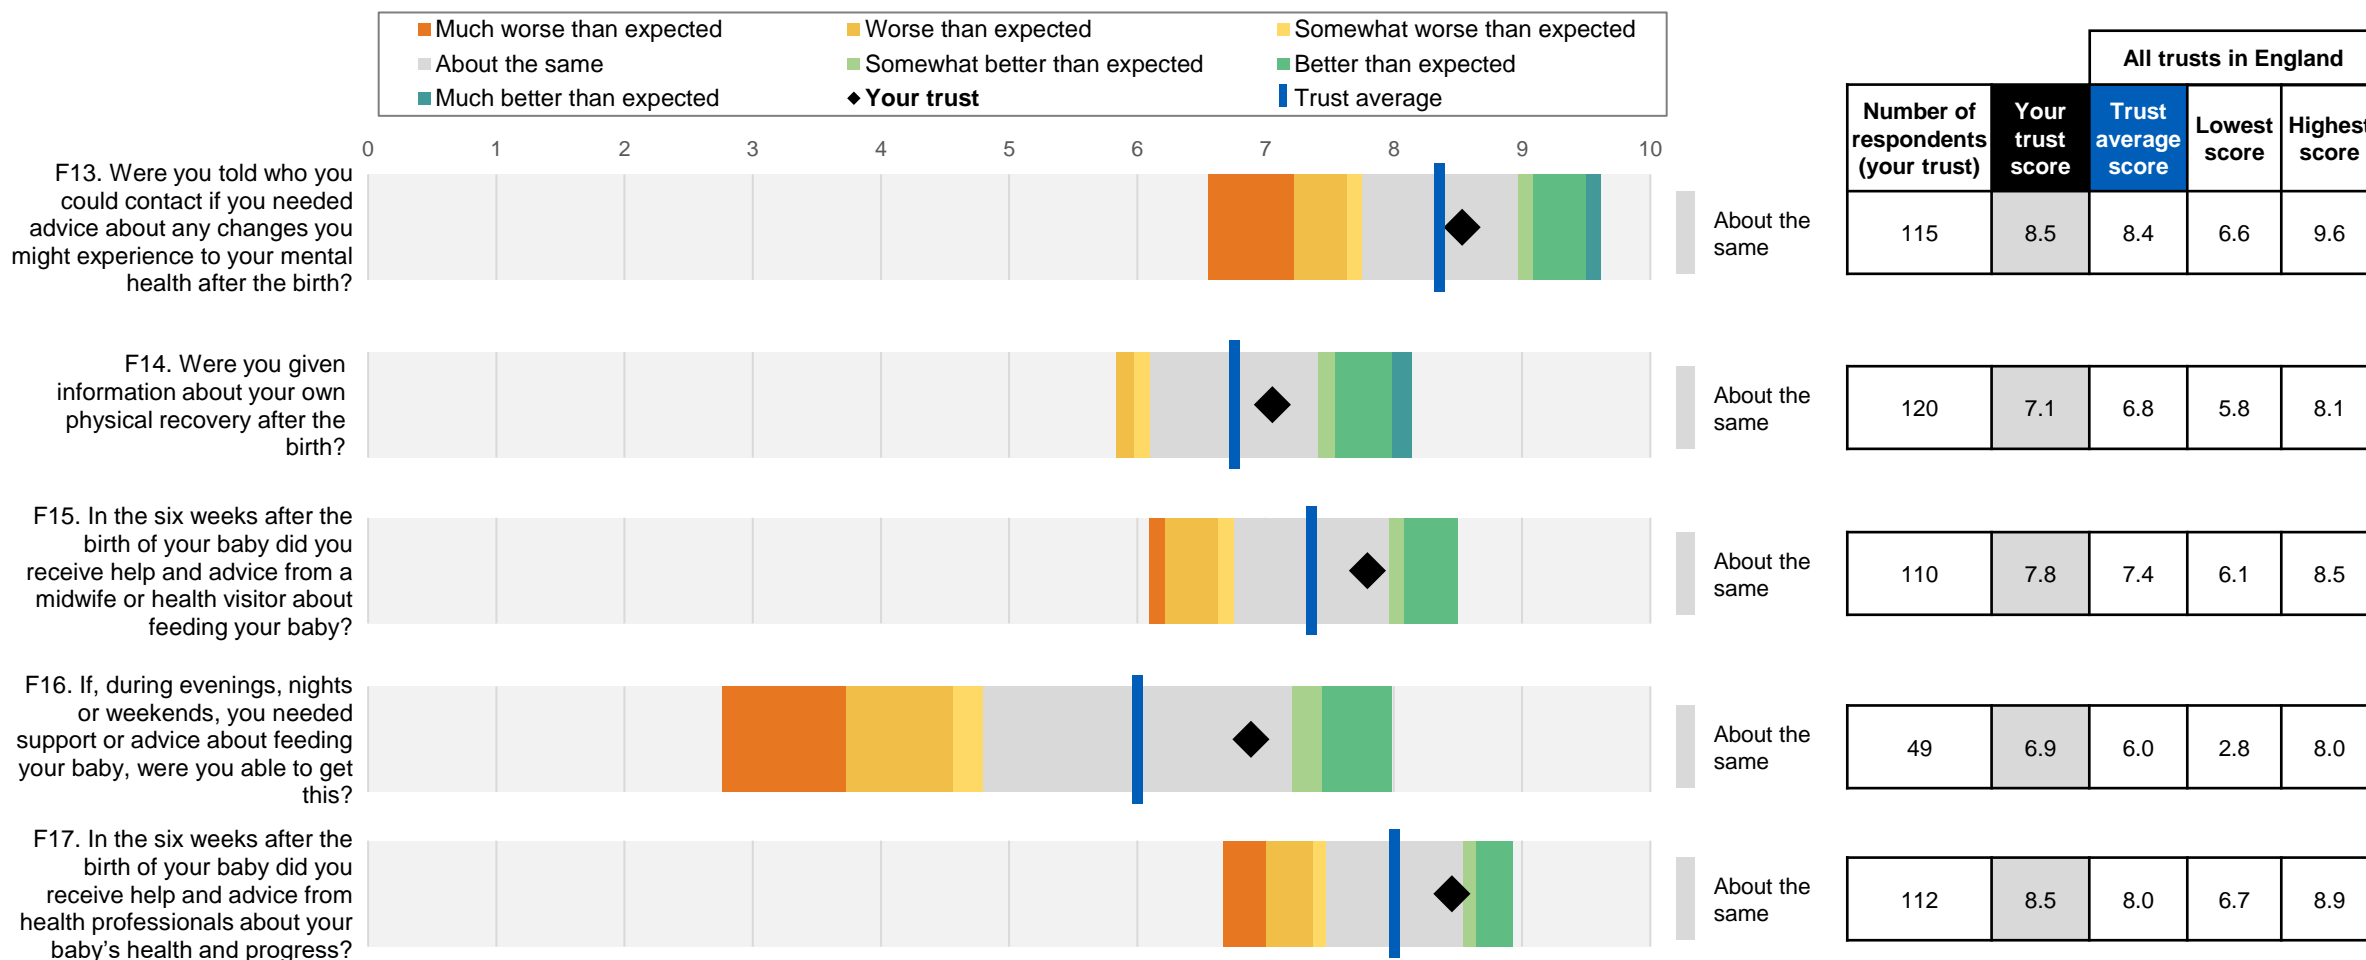 Much worse than expected
Worse than expected
Somewhat worse than expected
About the same
Somewhat better than expected
Better than expected
Much better than expected
Your trust
Trust average
All trusts in England
Number of
respondents
(your trust)
Your
trust
score
Trust
average
score
Lowest
score
Highest
score
0 1 2 3 4 5 6 7 8 9 10
F13. Were you told who you
could contact if you needed
advice about any changes you
might experience to your mental
health after the birth?
About the
same
115 8.5 8.4 6.6 9.6
F14. Were you given
information about your own
physical recovery after the
birth?
About the
same
120 7.1 6.8 5.8 8.1
F15. In the six weeks after the
birth of your baby did you
receive help and advice from a
midwife or health visitor about
feeding your baby?
About the
same
110 7.8 7.4 6.1 8.5
F16. If, during evenings, nights
or weekends, you needed
support or advice about feeding
your baby, were you able to get
this?
About the
same
49 6.9 6.0 2.8 8.0
F17. In the six weeks after the
birth of your baby did you
receive help and advice from
health professionals about your
baby's health and progress?
About the
same
112 8.5 8.0 6.7 8.9